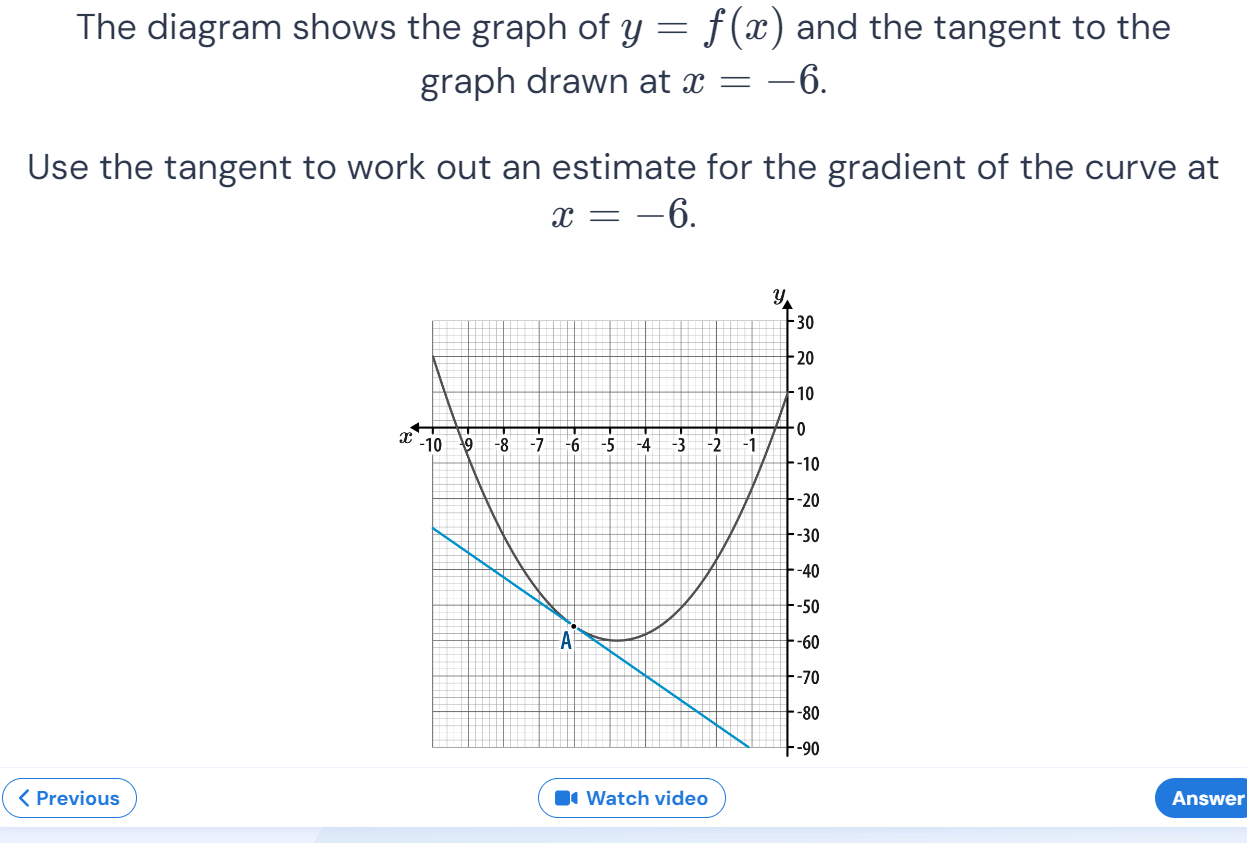 The diagram shows the graph of y = f(x) and the tangent to the
graph drawn at x = −6.
Use the tangent to work out an estimate for the gradient of the curve at
x = −6.
y
30
20
10
0
x
-10 -9 -8 -7 -6 -5 -4 -3 -2 -1
-10
-20
-30
-40
-50
A
-60
-70
-80
-90
Previous
Watch video
Answer